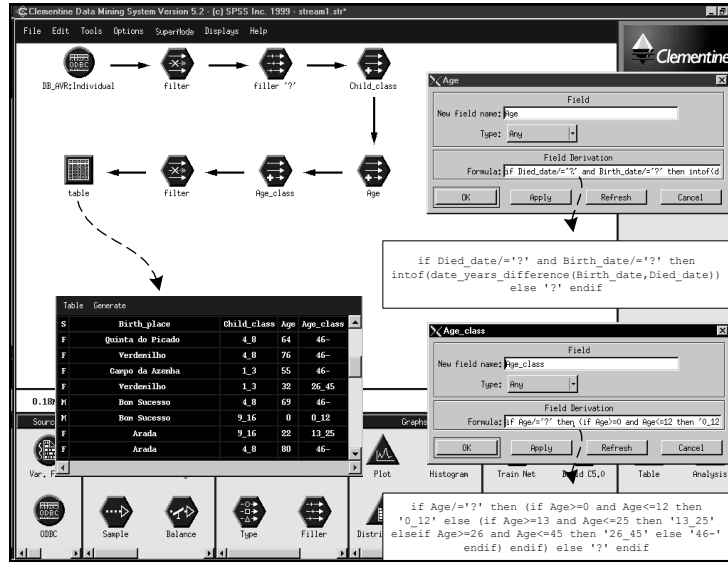 Clementine Data Mining System Version 5.2 - (c) SPSS Inc. 1999 - stream1.str*
File Edit Tools Options SuperNode Displays Help
Clementine
ODBC
DB_AVR:Individual
filter
filler '?'
Child_class
table
filter
Age_class
Age
Age
Field
New field name: Age
Type: Any
Field Derivation
Formula: if Died_date/='?' and Birth_date/='?' then intof(d
OK Apply Refresh Cancel
if Died_date/='?' and Birth_date/='?' then
intof(date_years_difference(Birth_date,Died_date))
else '?' endif
Table Generate
S Birth_place Child_class Age Age_class
F Quinta do Picado 4_8 64 46-
F Verdemilho 4_8 76 46-
F Campo da Azenha 1_3 55 46-
F Verdemilho 1_3 32 26_45
M Bom Sucesso 4_8 69 46-
M Bom Sucesso 9_16 0 0_12
F Arada 9_16 22 13_25
F Arada 4_8 80 46-
Age_class
Field
New field name: Age_class
Type: Any
Field Derivation
Formula: if Age/='?' then (if Age>=0 and Age<=12 then '0_12
OK Apply Refresh Cancel
if Age/='?' then (if Age>=0 and Age<=12 then
'0_12' else (if Age>=13 and Age<=25 then '13_25'
elseif Age>=26 and Age<=45 then '26_45' else '46-'
endif) endif) else '?' endif
0.18
Sourc
Graphs
Var. F
Plot Histogram Train Net C5.0 Table Analysis
ODBC
ODBC Sample Balance Type Filler Distri